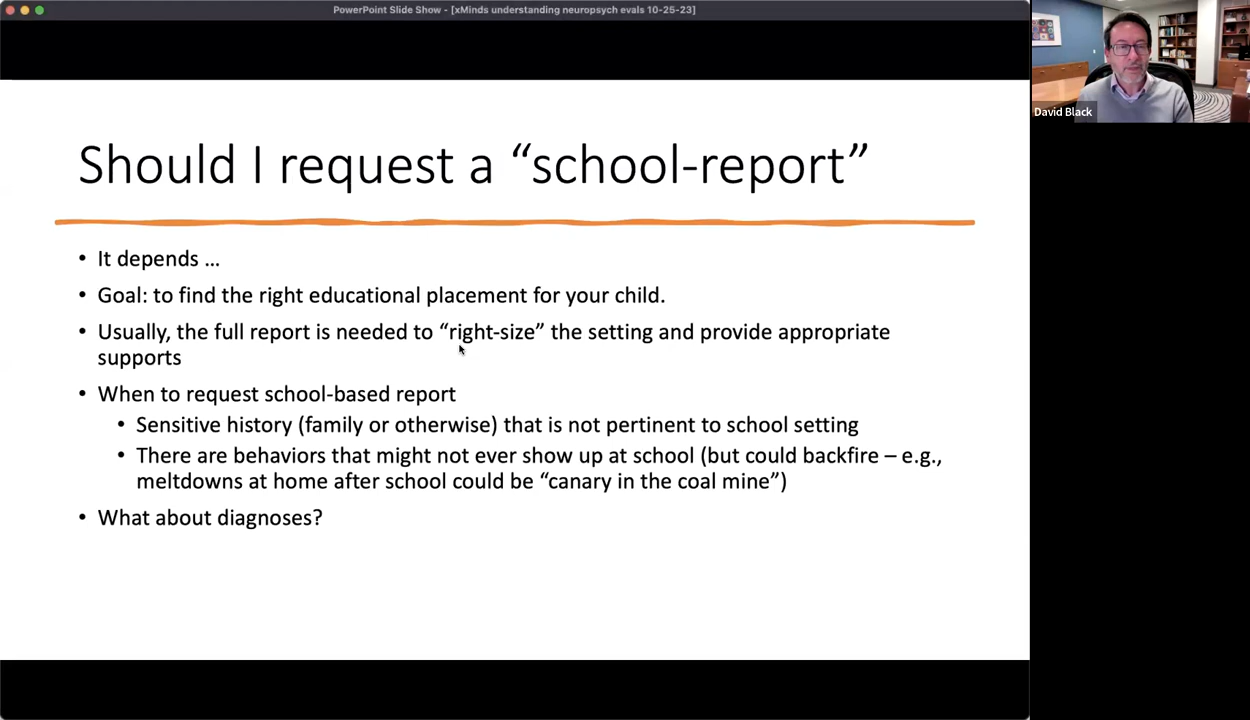 PowerPoint Slide Show - [xMinds understanding neuropsych evals 10-25-23]
David Black
Should I request a “school-report”
• It depends ...
• Goal: to find the right educational placement for your child.
• Usually, the full report is needed to “right-size” the setting and provide appropriate
supports
• When to request school-based report
• Sensitive history (family or otherwise) that is not pertinent to school setting
• There are behaviors that might not ever show up at school (but could backfire – e.g.,
meltdowns at home after school could be “canary in the coal mine”)
• What about diagnoses?